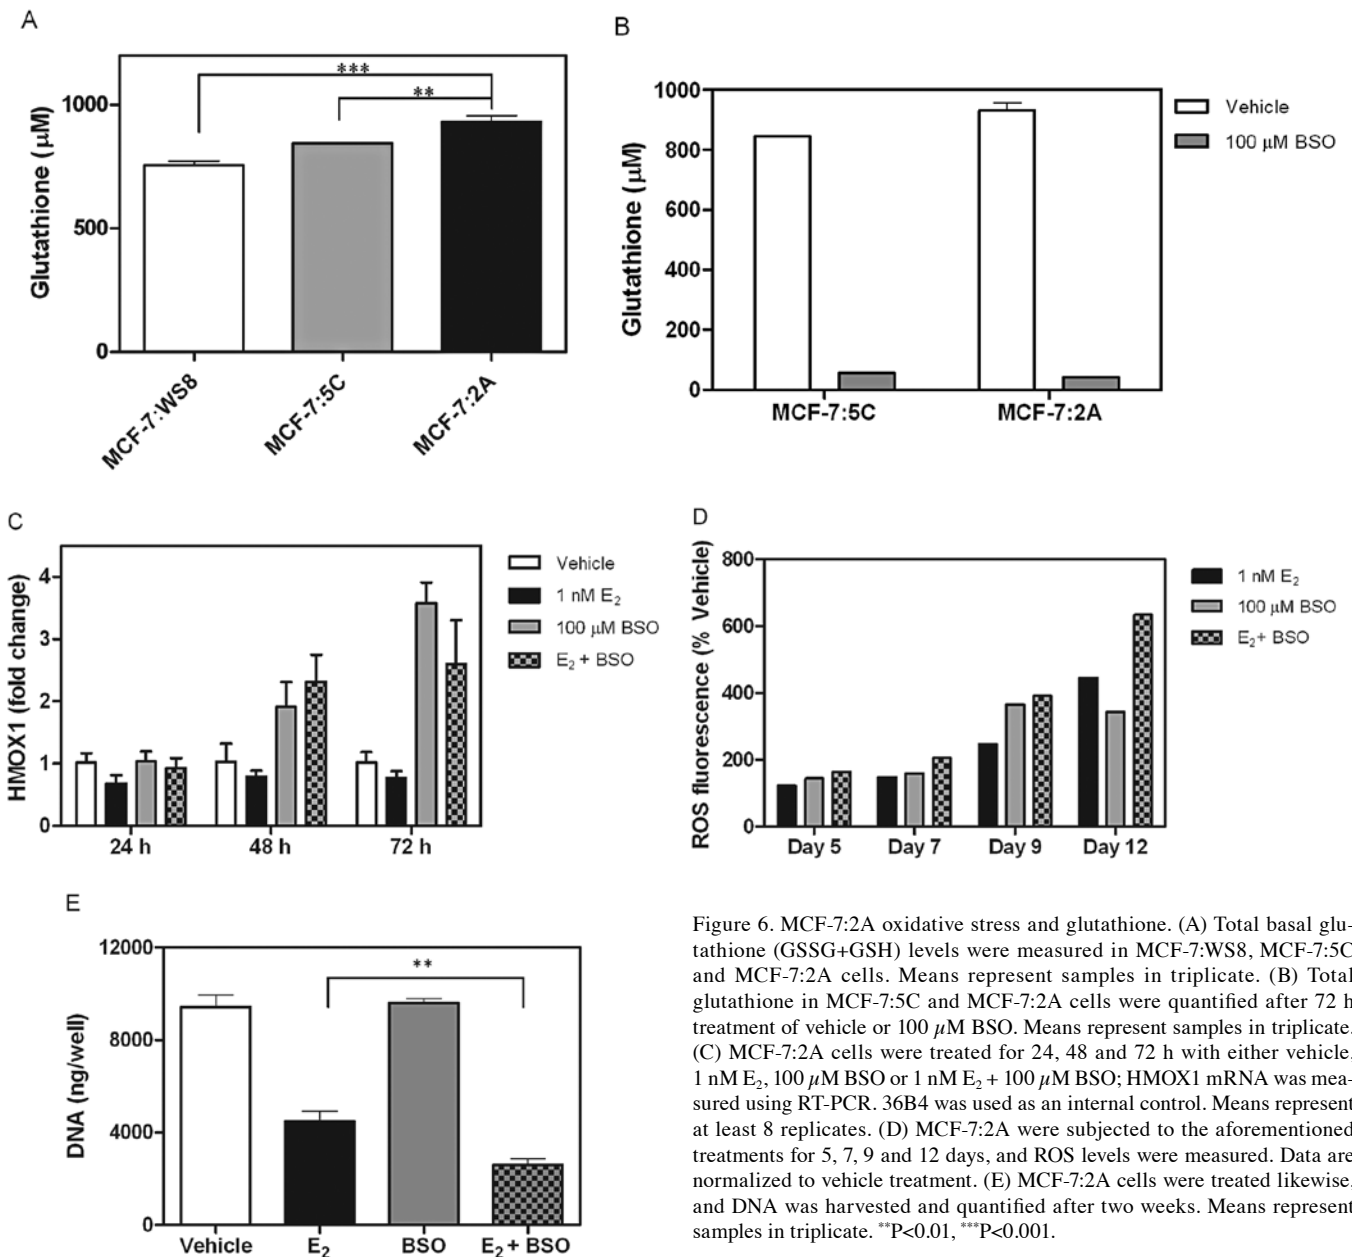 A
***
**
1000
500
0
Glutathione (μM)
MCF-7:WS8
MCF-7:5C
MCF-7:2A
B
1000
800
600
400
200
0
Glutathione (μM)
MCF-7:5C
MCF-7:2A
Vehicle
100 μM BSO
C
4
3
2
1
0
HMOX1 (fold change)
24 h
48 h
72 h
Vehicle
1 nM E₂
100 μM BSO
E₂ + BSO
D
800
600
400
200
0
ROS fluorescence (% Vehicle)
Day 5
Day 7
Day 9
Day 12
1 nM E₂
100 μM BSO
E₂+ BSO
E
**
12000
8000
4000
0
DNA (ng/well)
Vehicle
E₂
BSO
E₂ + BSO
Figure 6. MCF-7:2A oxidative stress and glutathione. (A) Total basal glu-
tathione (GSSG+GSH) levels were measured in MCF-7:WS8, MCF-7:5C
and MCF-7:2A cells. Means represent samples in triplicate. (B) Total
glutathione in MCF-7:5C and MCF-7:2A cells were quantified after 72 h
treatment of vehicle or 100 μM BSO. Means represent samples in triplicate.
(C) MCF-7:2A cells were treated for 24, 48 and 72 h with either vehicle,
1 nM E₂, 100 μM BSO or 1 nM E₂ + 100 μM BSO; HMOX1 mRNA was mea-
sured using RT-PCR. 36B4 was used as an internal control. Means represent
at least 8 replicates. (D) MCF-7:2A were subjected to the aforementioned
treatments for 5, 7, 9 and 12 days, and ROS levels were measured. Data are
normalized to vehicle treatment. (E) MCF-7:2A cells were treated likewise,
and DNA was harvested and quantified after two weeks. Means represent
samples in triplicate. **P<0.01, ***P<0.001.